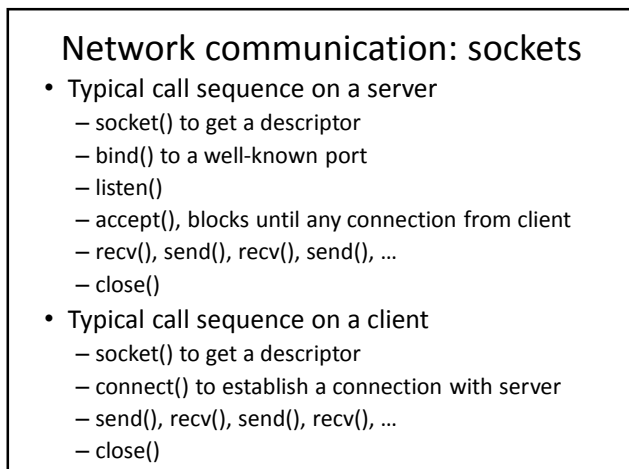 Network communication: sockets
• Typical call sequence on a server
– socket() to get a descriptor
– bind() to a well-known port
– listen()
– accept(), blocks until any connection from client
– recv(), send(), recv(), send(), …
– close()
• Typical call sequence on a client
– socket() to get a descriptor
– connect() to establish a connection with server
– send(), recv(), send(), recv(), …
– close()